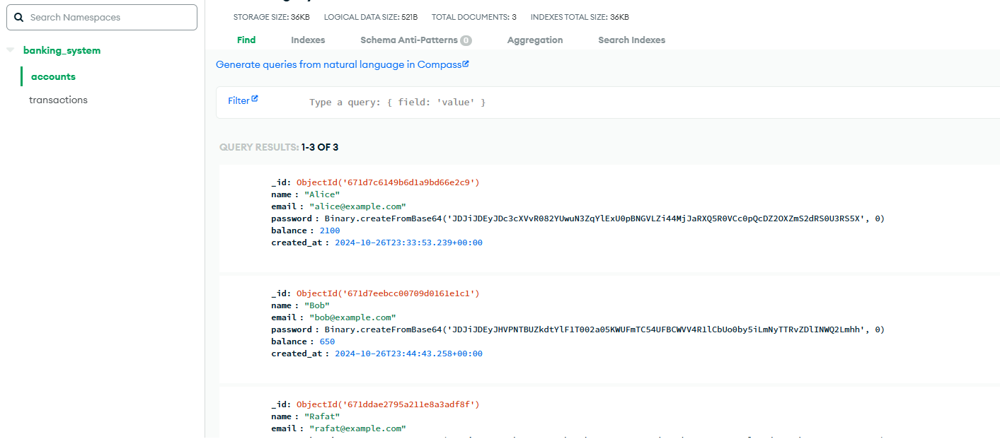 Search Namespaces
banking_system
accounts
transactions
STORAGE SIZE: 36KB LOGICAL DATA SIZE: 521B TOTAL DOCUMENTS: 3 INDEXES TOTAL SIZE: 36KB
Find Indexes Schema Anti-Patterns 0 Aggregation Search Indexes
Generate queries from natural language in Compass
Filter Type a query: { field: 'value' }
QUERY RESULTS: 1-3 OF 3
_id: ObjectId('671d7c6149b6d1a9bd66e2c9')
name : "Alice"
email : "alice@example.com"
password : Binary.createFromBase64('JDJiJDEyJDc3cXVvR082YUwuN3ZqYlExU0pBNGVLZi44MjJaRXQ5R0VCc0pQcDZ2OXZmS2dRS0U3RS5X', 0)
balance : 2100
created_at : 2024-10-26T23:33:53.239+00:00
_id: ObjectId('671d7eebcc00709d0161e1c1')
name : "Bob"
email : "bob@example.com"
password : Binary.createFromBase64('JDJiJDEyJHVPNTBUZkdtYlF1T002a05KWUFmTC54UFBCWVV4R1lCbUo0by5iLmNyTTRvZDlINWQ2Lmhh', 0)
balance : 650
created_at : 2024-10-26T23:44:43.258+00:00
_id: ObjectId('671ddae2795a211e8a3adf8f')
name : "Rafat"
email : "rafat@example.com"